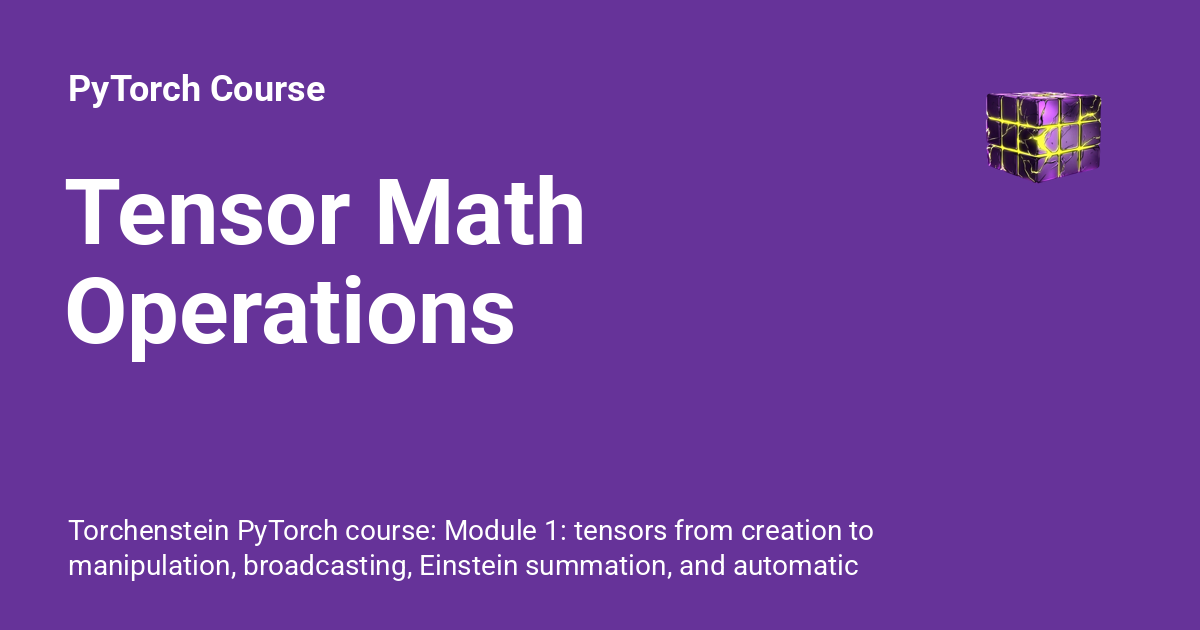 PyTorch Course
Tensor Math
Operations
Torchenstein PyTorch course: Module 1: tensors from creation to
manipulation, broadcasting, Einstein summation, and automatic